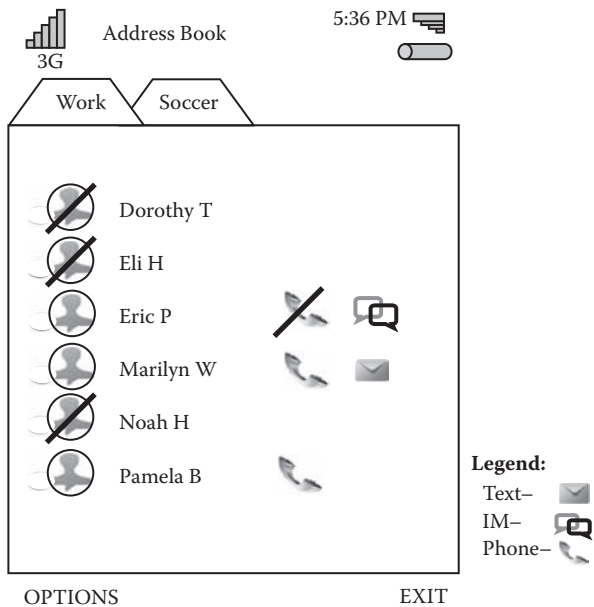 Address Book
5:36 PM
3G
Work
Soccer
Dorothy T
Eli H
Eric P
Marilyn W
Noah H
Pamela B
Legend:
Text–
IM–
Phone–
OPTIONS
EXIT